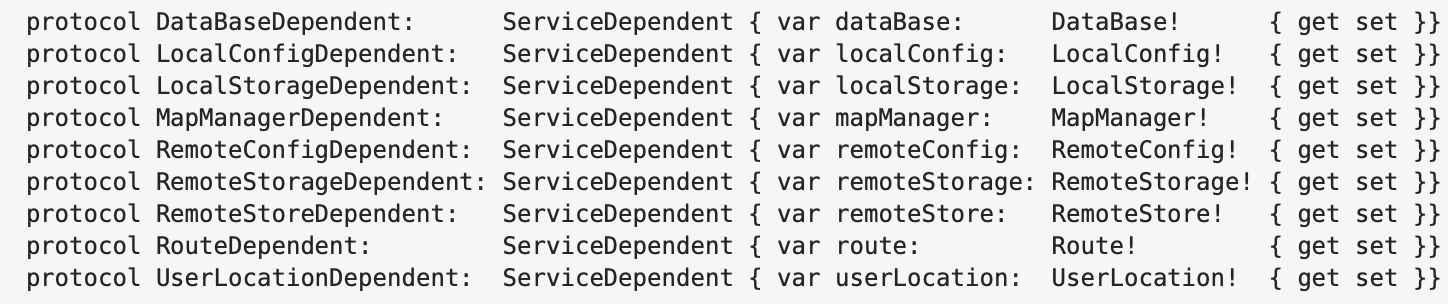 protocol DataBaseDependent:      ServiceDependent { var dataBase:      DataBase!      { get set }}
protocol LocalConfigDependent:   ServiceDependent { var localConfig:   LocalConfig!   { get set }}
protocol LocalStorageDependent:  ServiceDependent { var localStorage:  LocalStorage!  { get set }}
protocol MapManagerDependent:    ServiceDependent { var mapManager:    MapManager!    { get set }}
protocol RemoteConfigDependent:  ServiceDependent { var remoteConfig:  RemoteConfig!  { get set }}
protocol RemoteStorageDependent: ServiceDependent { var remoteStorage: RemoteStorage! { get set }}
protocol RemoteStoreDependent:   ServiceDependent { var remoteStore:   RemoteStore!   { get set }}
protocol RouteDependent:         ServiceDependent { var route:         Route!         { get set }}
protocol UserLocationDependent:  ServiceDependent { var userLocation:  UserLocation!  { get set }}